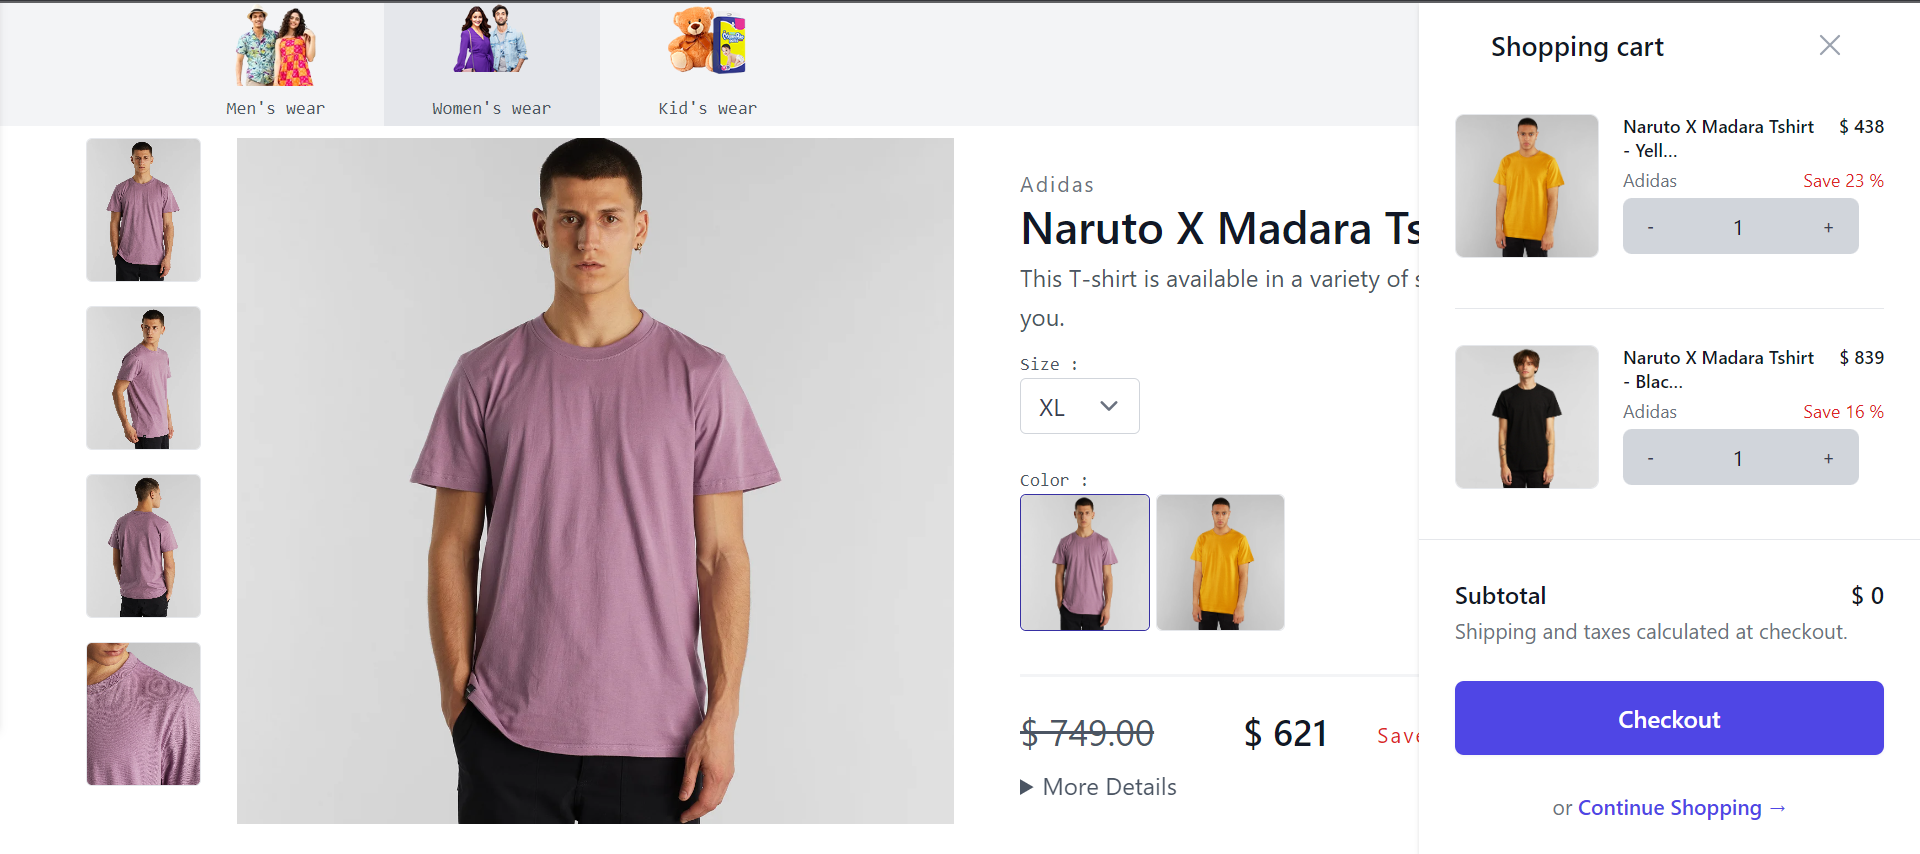 Men's wear
Women's wear
Kid's wear
Adidas
Naruto X Madara Ts
This T-shirt is available in a variety of s
you.
Size :
XL
Color :
$ 749.00
$ 621
Save
More Details
Shopping cart
Naruto X Madara Tshirt $ 438
- Yell...
Adidas Save 23 %
- 1 +
Naruto X Madara Tshirt $ 839
- Blac...
Adidas Save 16 %
- 1 +
Subtotal $ 0
Shipping and taxes calculated at checkout.
Checkout
or Continue Shopping →